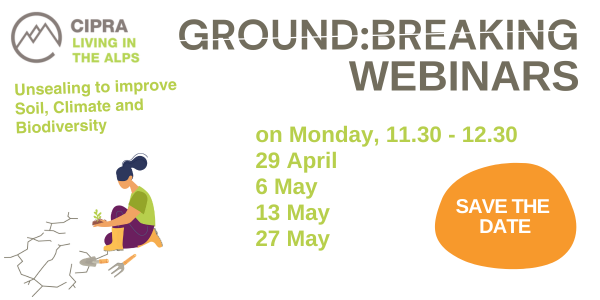 CIPRA
LIVING IN
THE ALPS
GROUND:BREAKING
WEBINARS
Unsealing to improve
Soil, Climate and
Biodiversity
on Monday, 11.30 - 12.30
29 April
6 May
13 May
27 May
SAVE THE
DATE